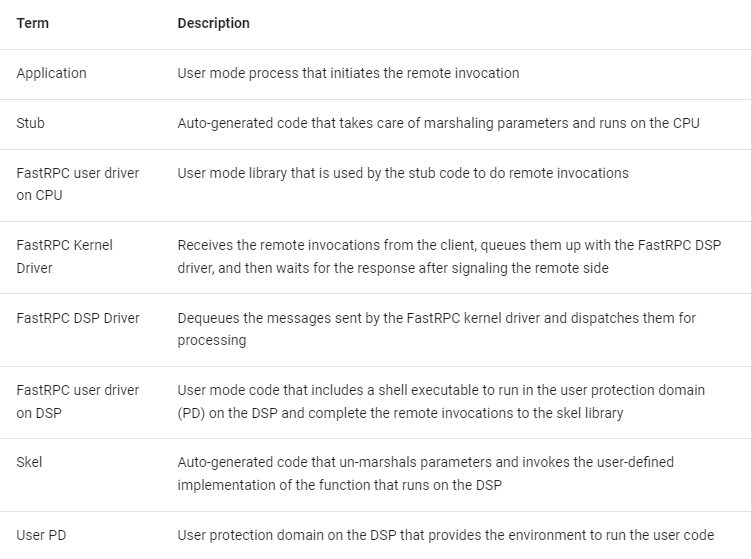 Term Description
Application User mode process that initiates the remote invocation
Stub Auto-generated code that takes care of marshaling parameters and runs on the CPU
FastRPC user driver
on CPU
User mode library that is used by the stub code to do remote invocations
FastRPC Kernel
Driver
Receives the remote invocations from the client, queues them up with the FastRPC DSP
driver, and then waits for the response after signaling the remote side
FastRPC DSP Driver
Dequeues the messages sent by the FastRPC kernel driver and dispatches them for
processing
FastRPC user driver
on DSP
User mode code that includes a shell executable to run in the user protection domain
(PD) on the DSP and complete the remote invocations to the skel library
Skel
Auto-generated code that un-marshals parameters and invokes the user-defined
implementation of the function that runs on the DSP
User PD User protection domain on the DSP that provides the environment to run the user code